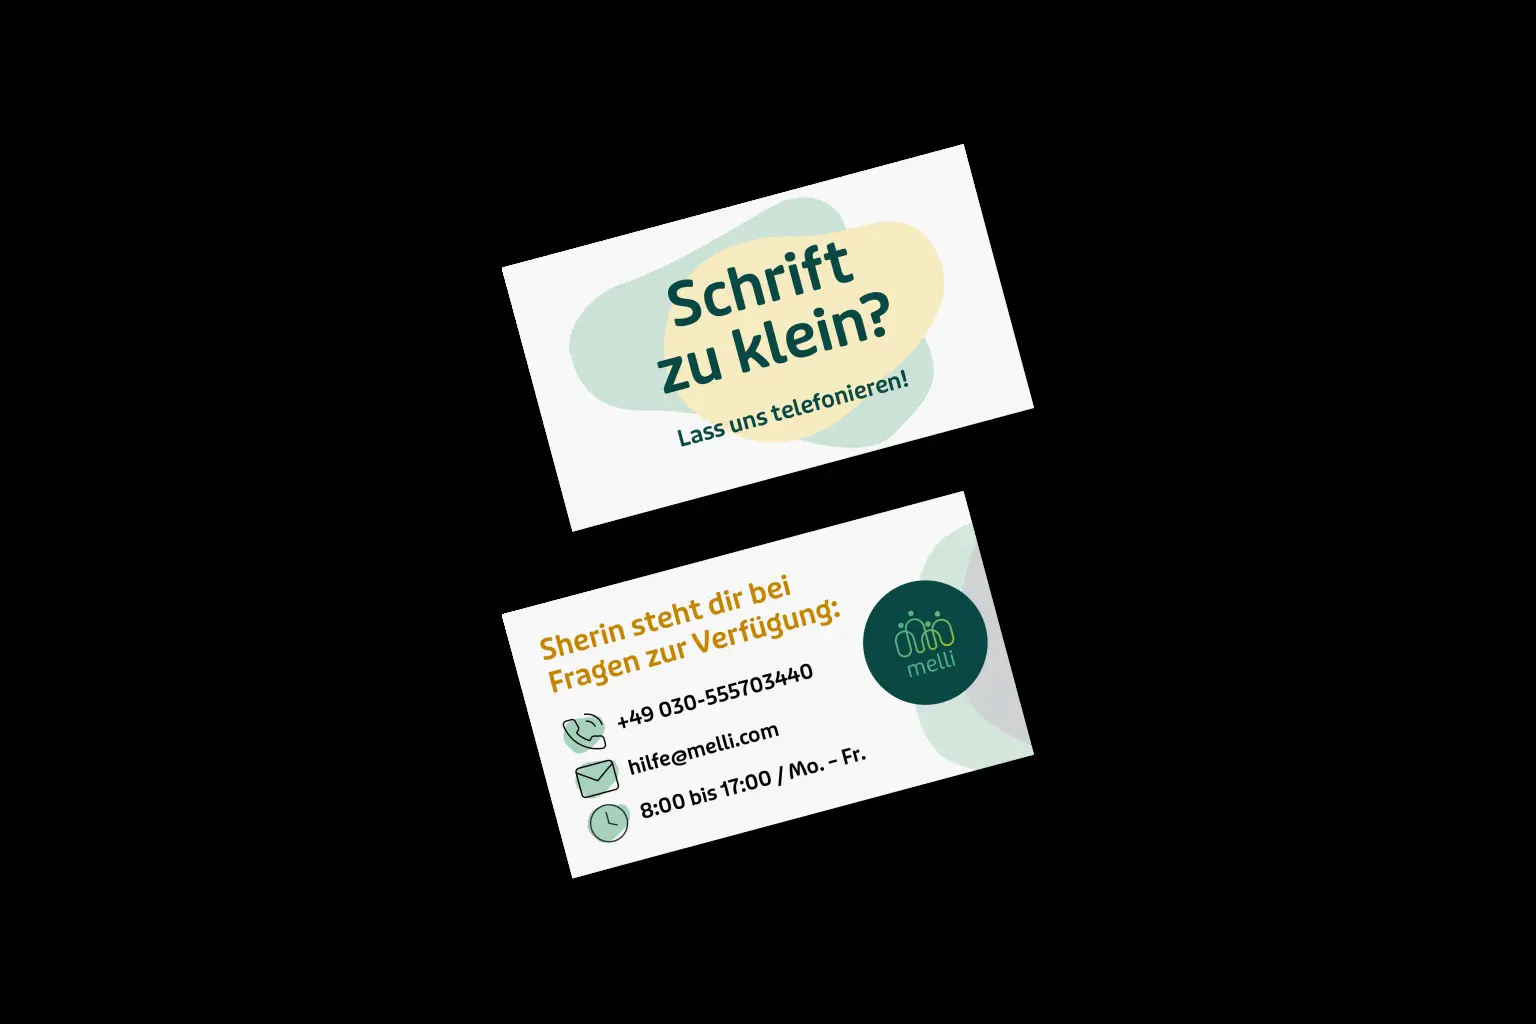 Schrift
zu klein?
Lass uns telefonieren!
Sherin steht dir bei
Fragen zur Verfügung:
+49 030-555703440
hilfe@melli.com
8:00 bis 17:00 / Mo. – Fr.
melli